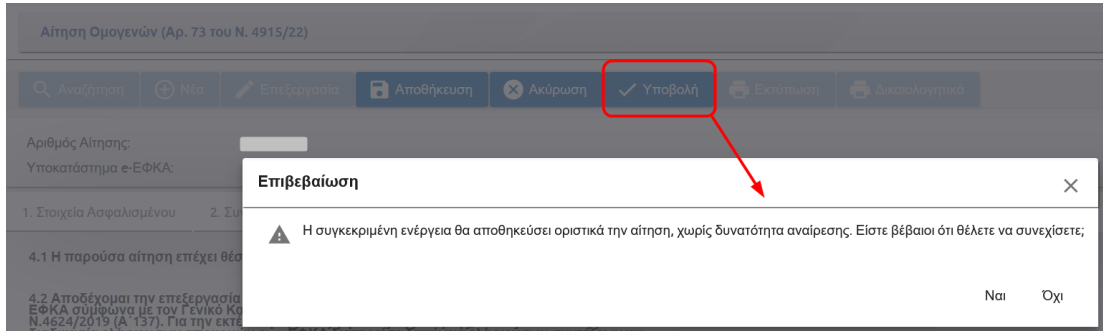 Αίτηση Ομογενών (Αρ. 73 του Ν. 4915/22)
Αναζήτηση Νέα Επεξεργασία Αποθήκευση Ακύρωση Υποβολή Εκτύπωση Δικαιολογητικά
Αριθμός Αίτησης:
Υποκατάστημα e-ΕΦΚΑ:
Επιβεβαίωση
1. Στοιχεία Ασφαλισμένου 2. Συν
Η συγκεκριμένη ενέργεια θα αποθηκεύσει οριστικά την αίτηση, χωρίς δυνατότητα αναίρεσης. Είστε βέβαιοι ότι θέλετε να συνεχίσετε;
4.1 Η παρούσα αίτηση επέχει θέσ
Ναι Όχι
4.2 Αποδέχομαι την επεξεργασία
ΕΦΚΑ σύμφωνα με τον Γενικό Κα
Ν.4624/2019 (Α΄137). Για την εκτέ